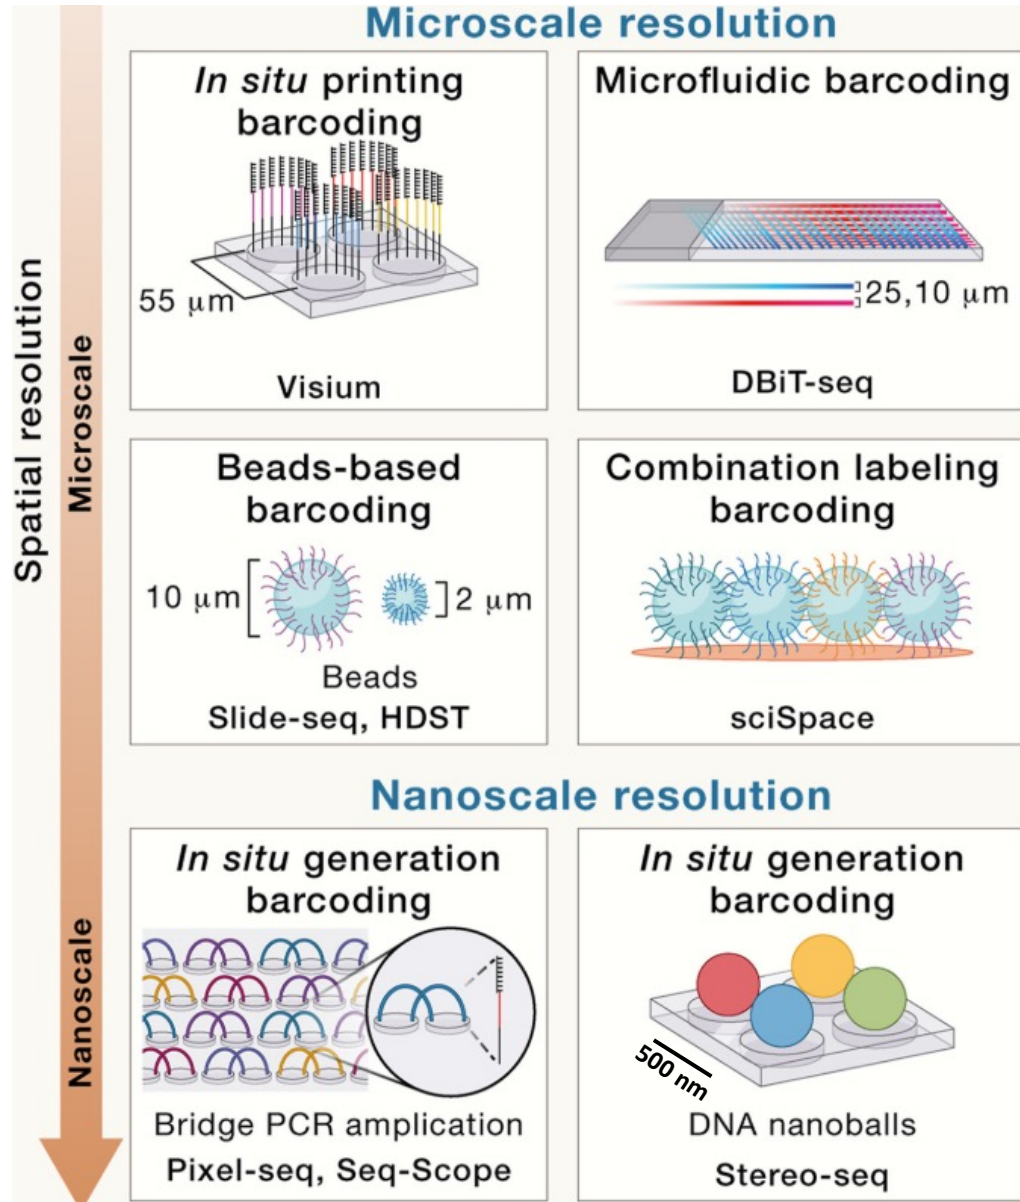 Microscale resolution
Spatial resolution
Microscale
In situ printing
barcoding
55 μm
Visium
Microfluidic barcoding
25,10 μm
DBiT-seq
Beads-based
barcoding
10 μm
2 μm
Beads
Slide-seq, HDST
Combination labeling
barcoding
sciSpace
Nanoscale resolution
Nanoscale
In situ generation
barcoding
Bridge PCR amplication
Pixel-seq, Seq-Scope
In situ generation
barcoding
500 nm
DNA nanoballs
Stereo-seq